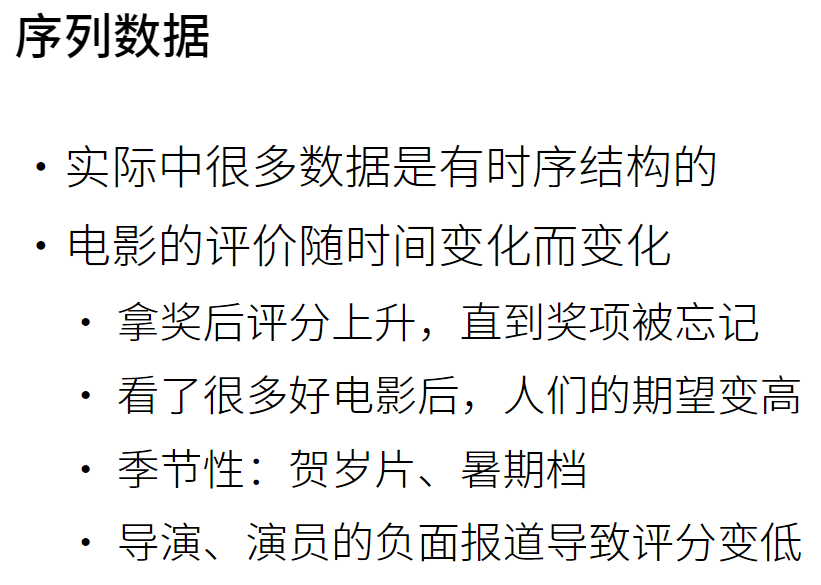 序列数据
• 实际中很多数据是有时序结构的
• 电影的评价随时间变化而变化
• 拿奖后评分上升，直到奖项被忘记
• 看了很多好电影后，人们的期望变高
• 季节性：贺岁片、暑期档
• 导演、演员的负面报道导致评分变低